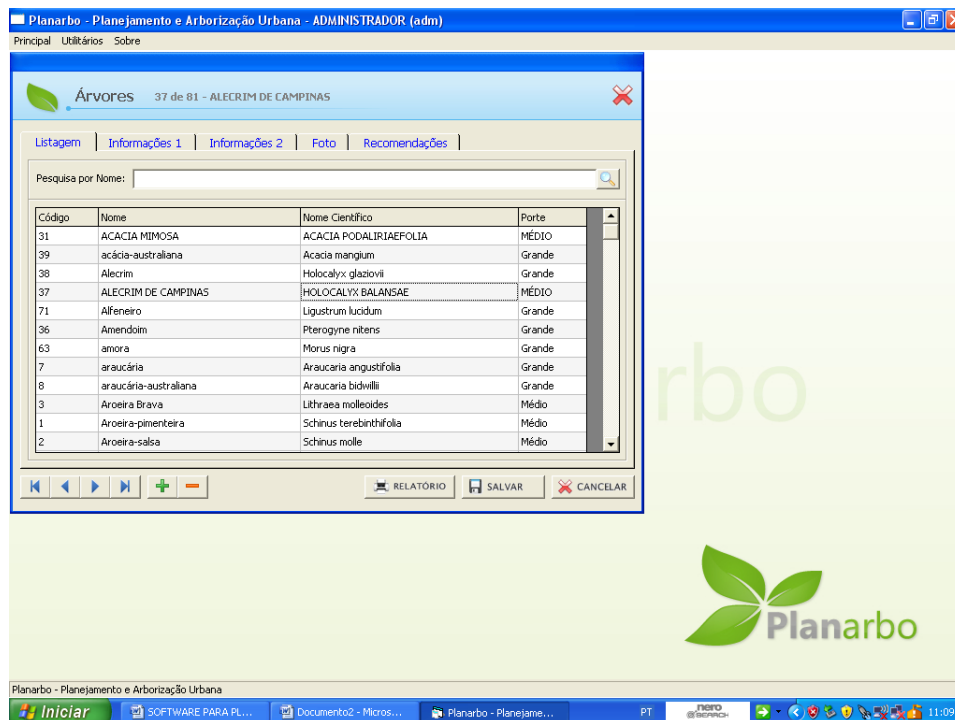 Planarbo - Planejamento e Arborização Urbana - ADMINISTRADOR (adm)
Principal Utilitários Sobre
Árvores 37 de 81 - ALECRIM DE CAMPINAS
Listagem Informações 1 Informações 2 Foto Recomendações
Pesquisa por Nome:
Código Nome Nome Científico Porte
31 ACACIA MIMOSA ACACIA PODALIRIAEFOLIA MÉDIO
39 acácia-australiana Acacia mangium Grande
38 Alecrim Holocalyx glaziovii Grande
37 ALECRIM DE CAMPINAS HOLOCALYX BALANSAE MÉDIO
71 Alfeneiro Ligustrum lucidum Grande
36 Amendoim Pterogyne nitens Grande
63 amora Morus nigra Grande
7 araucária Araucaria angustifolia Grande
8 araucária-australiana Araucaria bidwillii Grande
3 Aroeira Brava Lithraea molleoides Médio
1 Aroeira-pimenteira Schinus terebinthifolia Médio
2 Aroeira-salsa Schinus molle Médio
RELATÓRIO SALVAR CANCELAR
rbo
Planarbo
Planarbo - Planejamento e Arborização Urbana
Iniciar SOFTWARE PARA PL... Documento2 - Micros... Planarbo - Planejame... PT nero SEARCH 11:09